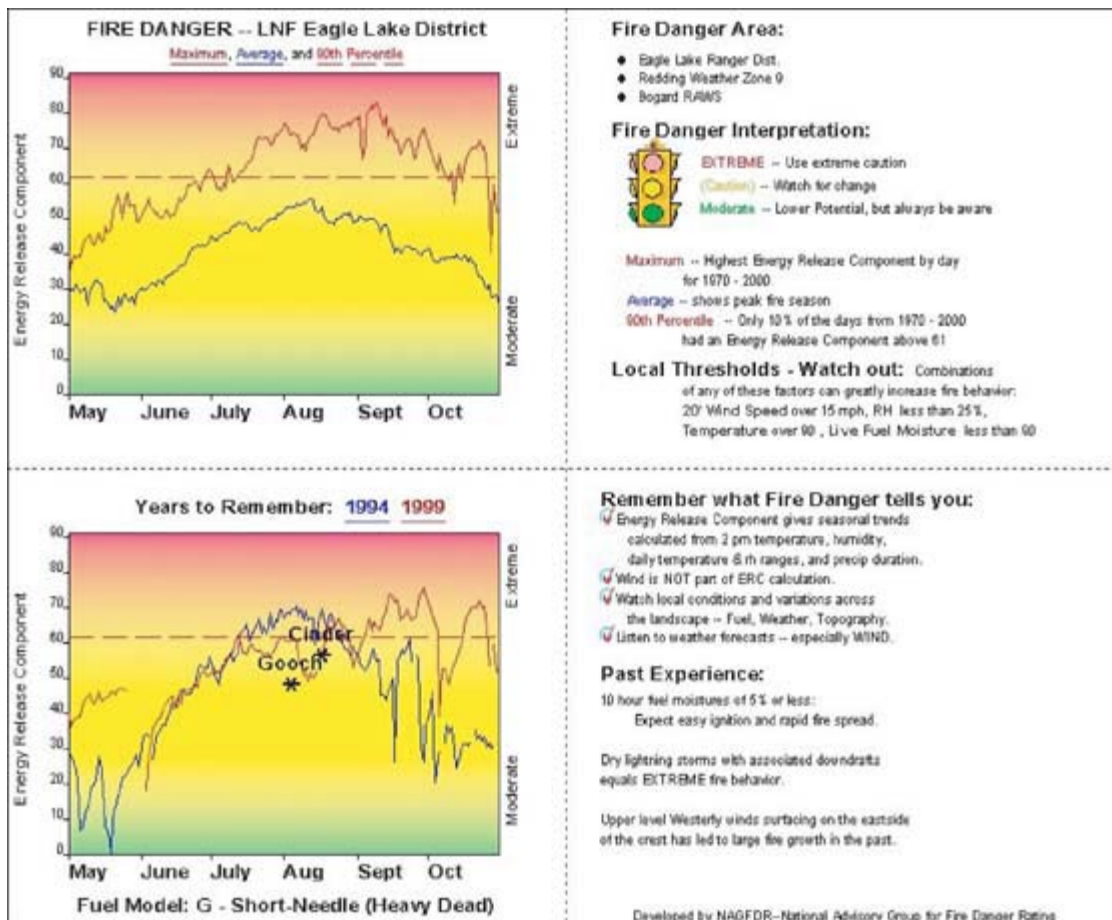 FIRE DANGER -- LNF Eagle Lake District
Maximum, Average, and 90th Percentile
Energy Release Component
90
80
70
60
50
40
30
20
10
0
Extreme
Moderate
May June July Aug Sept Oct
Fire Danger Area:
♦ Eagle Lake Ranger Dist.
♦ Redding Weather Zone 9
♦ Bogard RAWS
Fire Danger Interpretation:
EXTREME -- Use extreme caution
(Caution) -- Watch for change
Moderate -- Lower Potential, but always be aware
Maximum -- Highest Energy Release Component by day
for 1970 - 2000
Average -- shows peak fire season
90th Percentile -- Only 10% of the days from 1970 - 2000
had an Energy Release Component above 61
Local Thresholds - Watch out: Combinations
of any of these factors can greatly increase fire behavior:
20' Wind Speed over 15 mph, RH less than 25%,
Temperature over 90, Live Fuel Moisture less than 90
Years to Remember: 1994 1999
Energy Release Component
90
80
70
60
50
40
30
20
10
0
Extreme
Moderate
Cinder
Gooch
May June July Aug Sept Oct
Fuel Model: G - Short-Needle (Heavy Dead)
Remember what Fire Danger tells you:
Energy Release Component gives seasonal trends
calculated from 2 pm temperature, humidity,
daily temperature & rh ranges, and precip duration.
Wind is NOT part of ERC calculation.
Watch local conditions and variations across
the landscape -- Fuel, Weather, Topography.
Listen to weather forecasts -- especially WIND.
Past Experience:
10 hour fuel moistures of 5% or less:
Expect easy ignition and rapid fire spread.
Dry lightning storms with associated downdrafts
equals EXTREME fire behavior.
Upper level Westerly winds surfacing on the eastside
of the crest has led to large fire growth in the past.
Developed by NAGFDR--National Advisory Group for Fire Danger Rating